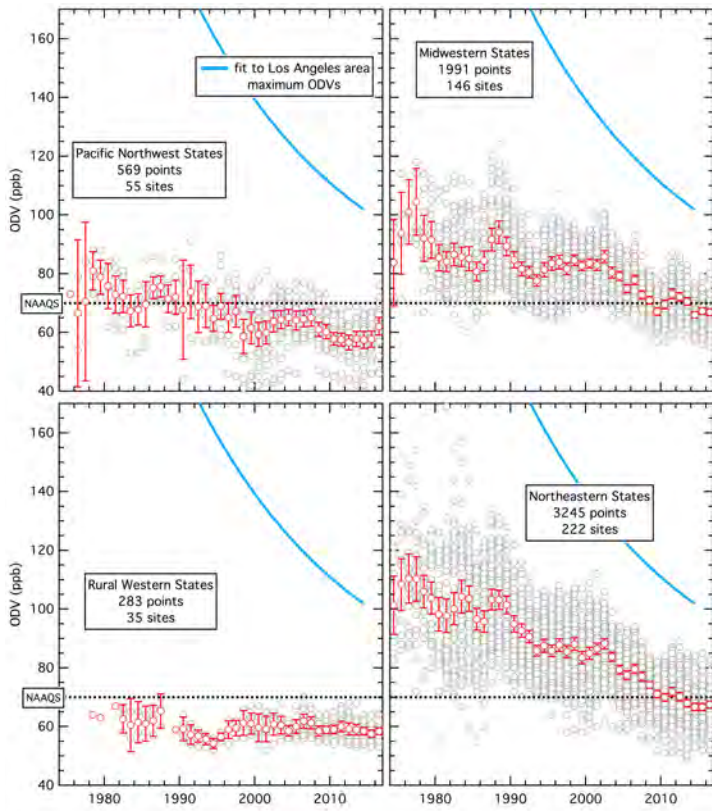 160
140
120
100
80
60
40
ODV (ppb)
NAAQS
fit to Los Angeles area
maximum ODVs
Pacific Northwest States
569 points
55 sites
Midwestern States
1991 points
146 sites
160
140
120
100
80
60
40
ODV (ppb)
NAAQS
Rural Western States
283 points
35 sites
Northeastern States
3245 points
222 sites
1980
1990
2000
2010
1980
1990
2000
2010